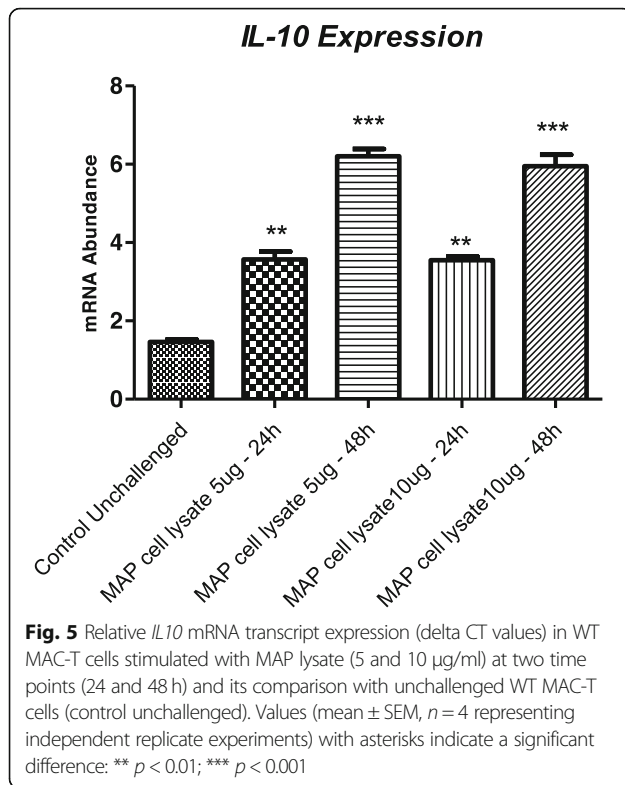 IL-10 Expression
mRNA Abundance
8
6
4
2
0
**
***
**
***
Control Unchallenged
MAP cell lysate 5ug - 24h
MAP cell lysate 5ug - 48h
MAP cell lysate10ug - 24h
MAP cell lysate10ug - 48h
Fig. 5 Relative IL10 mRNA transcript expression (delta CT values) in WT
MAC-T cells stimulated with MAP lysate (5 and 10 μg/ml) at two time
points (24 and 48 h) and its comparison with unchallenged WT MAC-T
cells (control unchallenged). Values (mean ± SEM, n = 4 representing
independent replicate experiments) with asterisks indicate a significant
difference: ** p < 0.01; *** p < 0.001